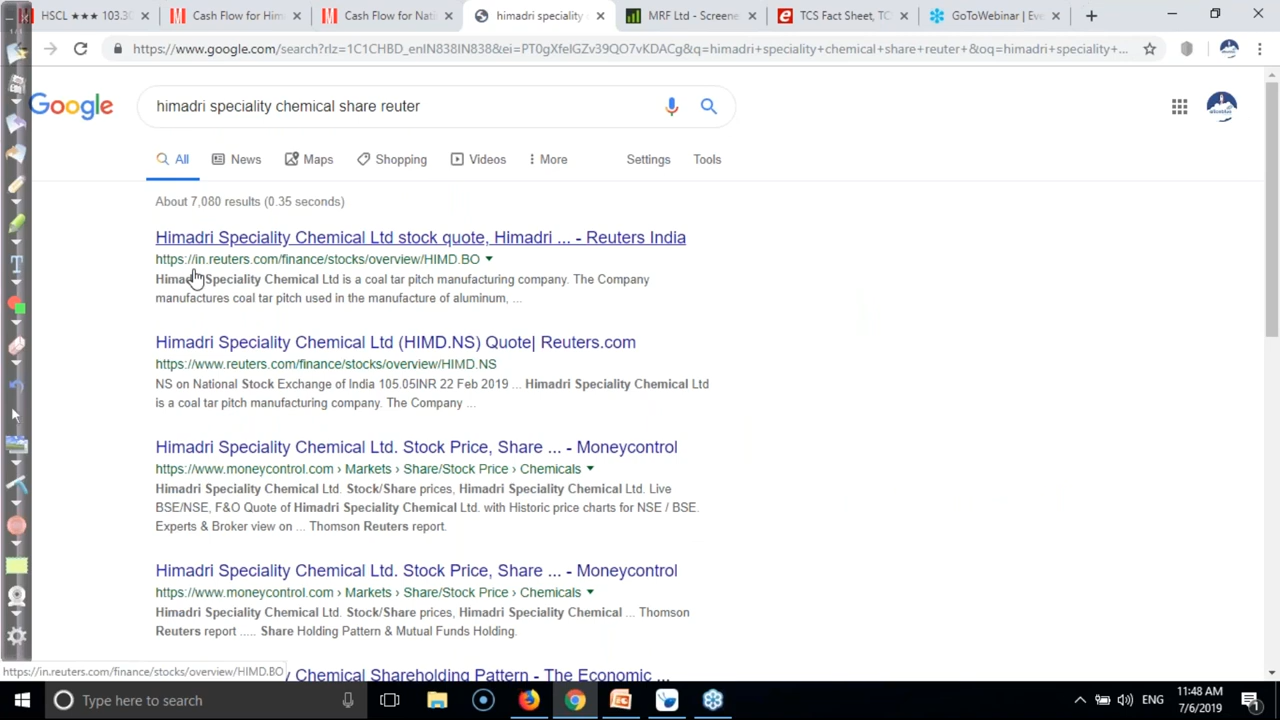 HSCL ★★★ 103.3
Cash Flow for Him
Cash Flow for Nata
himadri speciality
MRF Ltd - Screene
TCS Fact Sheet, TC
GoToWebinar | Eve
https://www.google.com/search?rlz=1C1CHBD_enIN838IN838&ei=PT0gXfelGZv39QO7vKDACg&q=himadri+speciality+chemical+share+reuter+&oq=himadri+speciality+...
Google
himadri speciality chemical share reuter
All News Maps Shopping Videos More Settings Tools
About 7,080 results (0.35 seconds)
Himadri Speciality Chemical Ltd stock quote, Himadri ... - Reuters India
https://in.reuters.com/finance/stocks/overview/HIMD.BO
Himadri Speciality Chemical Ltd is a coal tar pitch manufacturing company. The Company
manufactures coal tar pitch used in the manufacture of aluminum, ...
Himadri Speciality Chemical Ltd (HIMD.NS) Quote| Reuters.com
https://www.reuters.com/finance/stocks/overview/HIMD.NS
NS on National Stock Exchange of India 105.05INR 22 Feb 2019 ... Himadri Speciality Chemical Ltd
is a coal tar pitch manufacturing company. The Company ...
Himadri Speciality Chemical Ltd. Stock Price, Share ... - Moneycontrol
https://www.moneycontrol.com › Markets › Share/Stock Price › Chemicals
Himadri Speciality Chemical Ltd. Stock/Share prices, Himadri Speciality Chemical Ltd. Live
BSE/NSE, F&O Quote of Himadri Speciality Chemical Ltd. with Historic price charts for NSE / BSE.
Experts & Broker view on ... Thomson Reuters report.
Himadri Speciality Chemical Ltd. Stock Price, Share ... - Moneycontrol
https://www.moneycontrol.com › Markets › Share/Stock Price › Chemicals
Himadri Speciality Chemical Ltd. Stock/Share prices, Himadri Speciality Chemical ... Thomson
Reuters report ..... Share Holding Pattern & Mutual Funds Holding.
https://in.reuters.com/finance/stocks/overview/HIMD.BO
Chemical Shareholding Pattern - The Economic ...
Type here to search
ENG
11:48 AM
7/6/2019
1